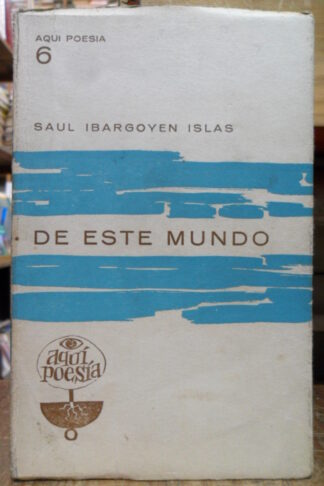 AQUI POESIA
6
SAUL IBARGOYEN ISLAS
DE ESTE MUNDO
aquí
poesía